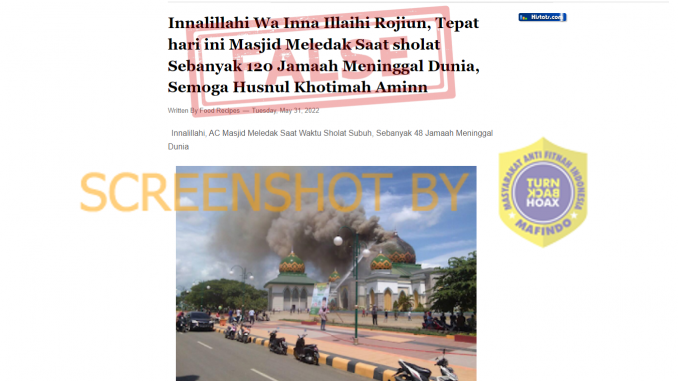 Innalillahi Wa Inna Illaihi Rojiun, Tepat
hari ini Masjid Meledak Saat sholat
Sebanyak 120 Jamaah Meninggal Dunia,
Semoga Husnul Khotimah Aminn
FALSE
Written By Food Recipes — Tuesday, May 31, 2022
Innalillahi, AC Masjid Meledak Saat Waktu Sholat Subuh, Sebanyak 48 Jamaah Meninggal
Dunia
SCREENSHOT BY
Histats.com
MASYARAKAT ANTI FITNAH INDONESIA
TURN
BACK
HOAX
MAFINDO